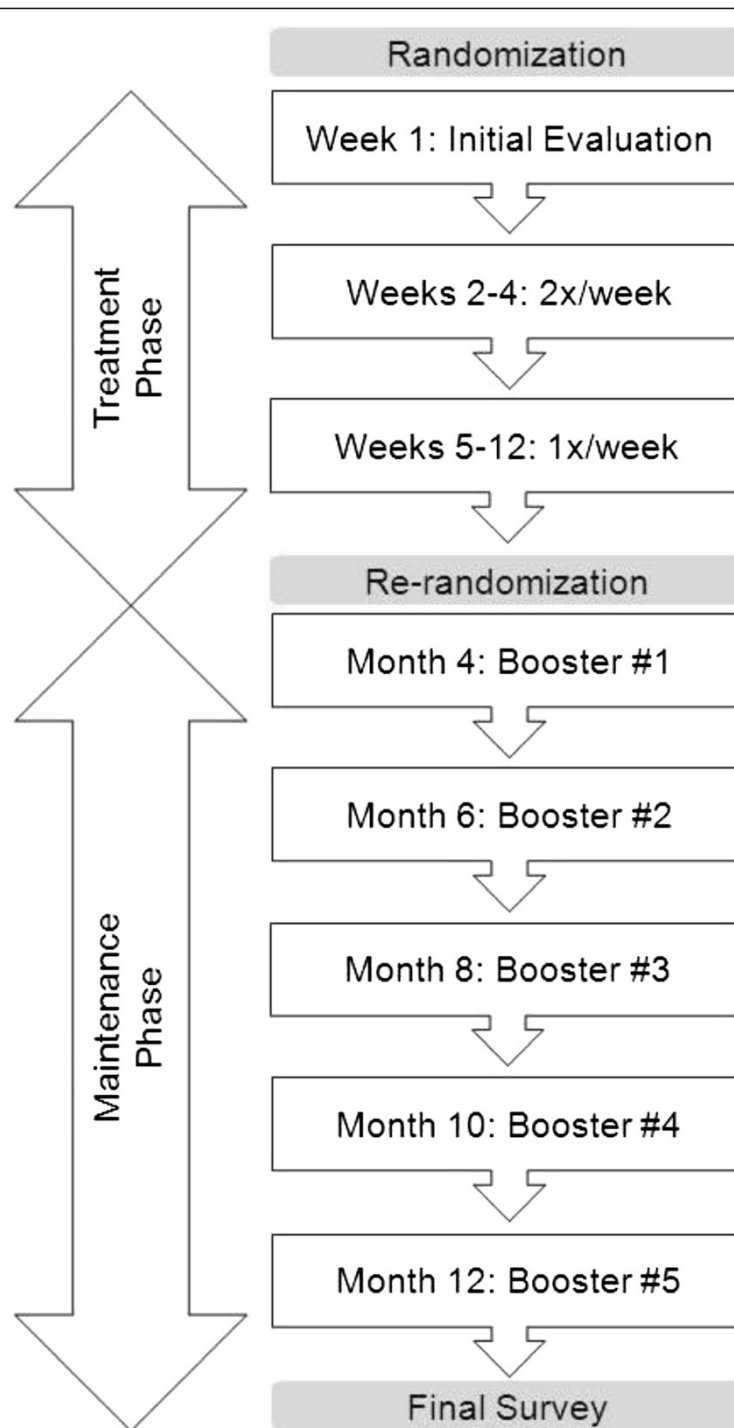 Randomization
Week 1: Initial Evaluation
Weeks 2-4: 2x/week
Weeks 5-12: 1x/week
Treatment
Phase
Re-randomization
Month 4: Booster #1
Month 6: Booster #2
Month 8: Booster #3
Month 10: Booster #4
Month 12: Booster #5
Maintenance
Phase
Final Survey